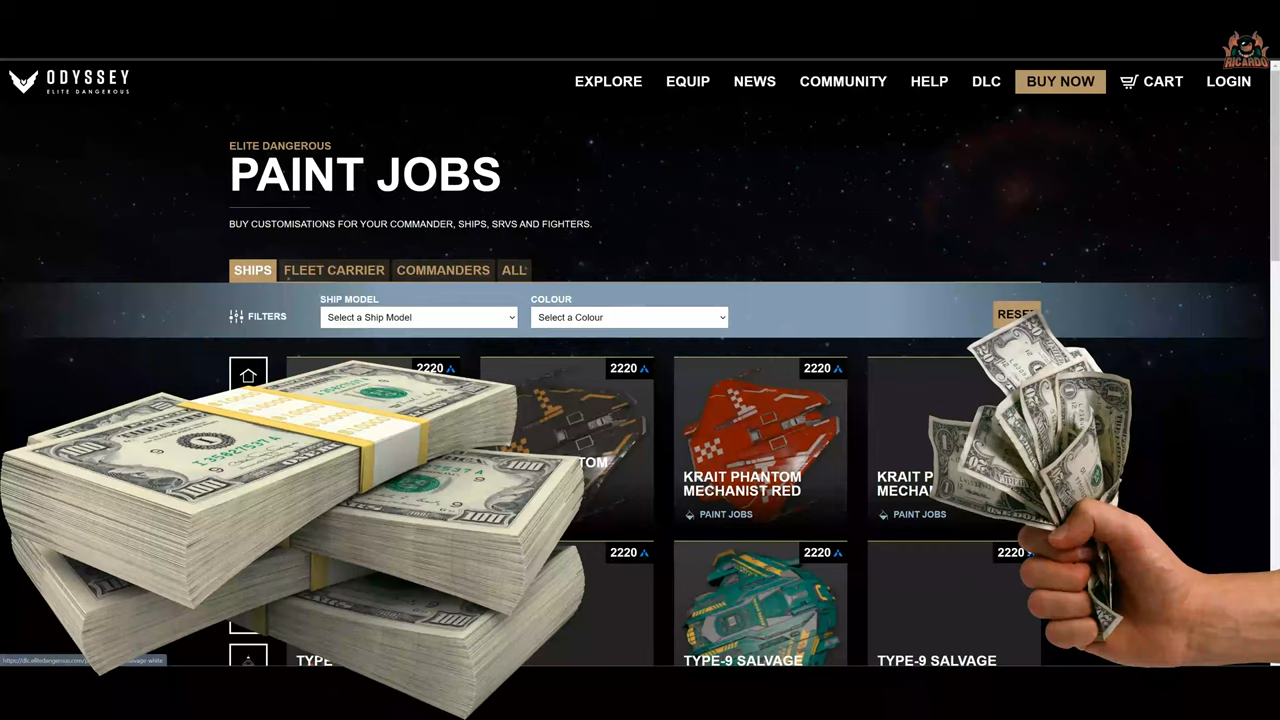 RICARDO
ODYSSEY
ELITE DANGEROUS
EXPLORE EQUIP NEWS COMMUNITY HELP DLC BUY NOW CART LOGIN
ELITE DANGEROUS
PAINT JOBS
BUY CUSTOMISATIONS FOR YOUR COMMANDER, SHIPS, SRVS AND FIGHTERS.
SHIPS FLEET CARRIER COMMANDERS ALL
SHIP MODEL COLOUR
FILTERS Select a Ship Model Select a Colour
2220 2220 2220
KRAIT PHANTOM
MECHANIST RED
PAINT JOBS
KRAIT P
MECHA
PAINT JOBS
2220 2220 2220
TYPE-9 SALVAGE TYPE-9 SALVAGE